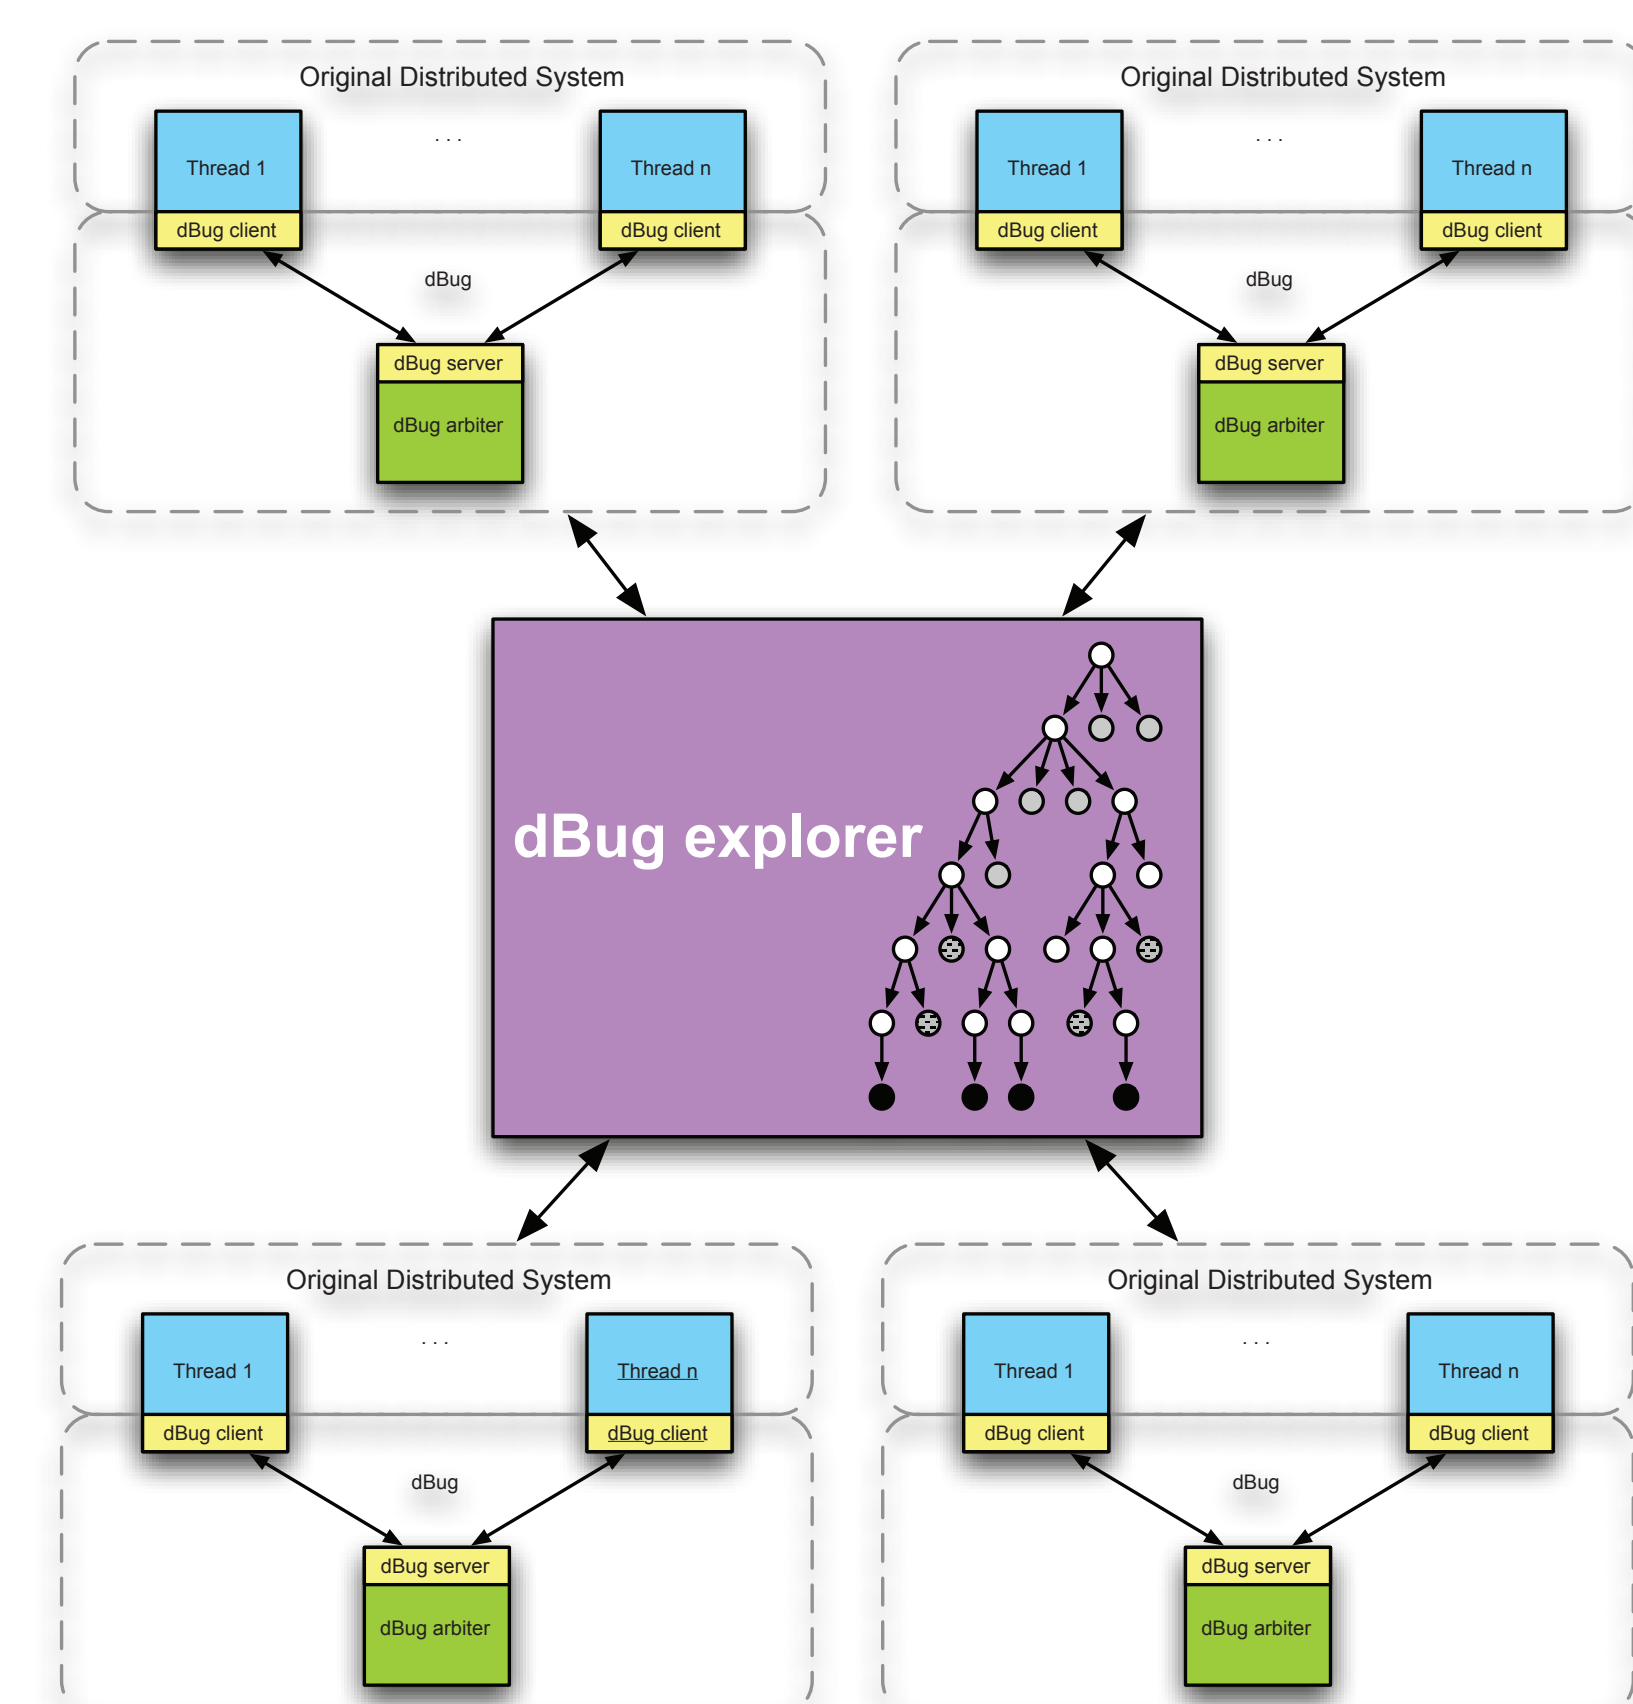 Original Distributed System
Thread 1
. . .
Thread n
dBug client
dBug client
dBug
dBug server
dBug arbiter
Original Distributed System
Thread 1
. . .
Thread n
dBug client
dBug client
dBug
dBug server
dBug arbiter
dBug explorer
Original Distributed System
Thread 1
. . .
Thread n
dBug client
dBug client
dBug
dBug server
dBug arbiter
Original Distributed System
Thread 1
. . .
Thread n
dBug client
dBug client
dBug
dBug server
dBug arbiter